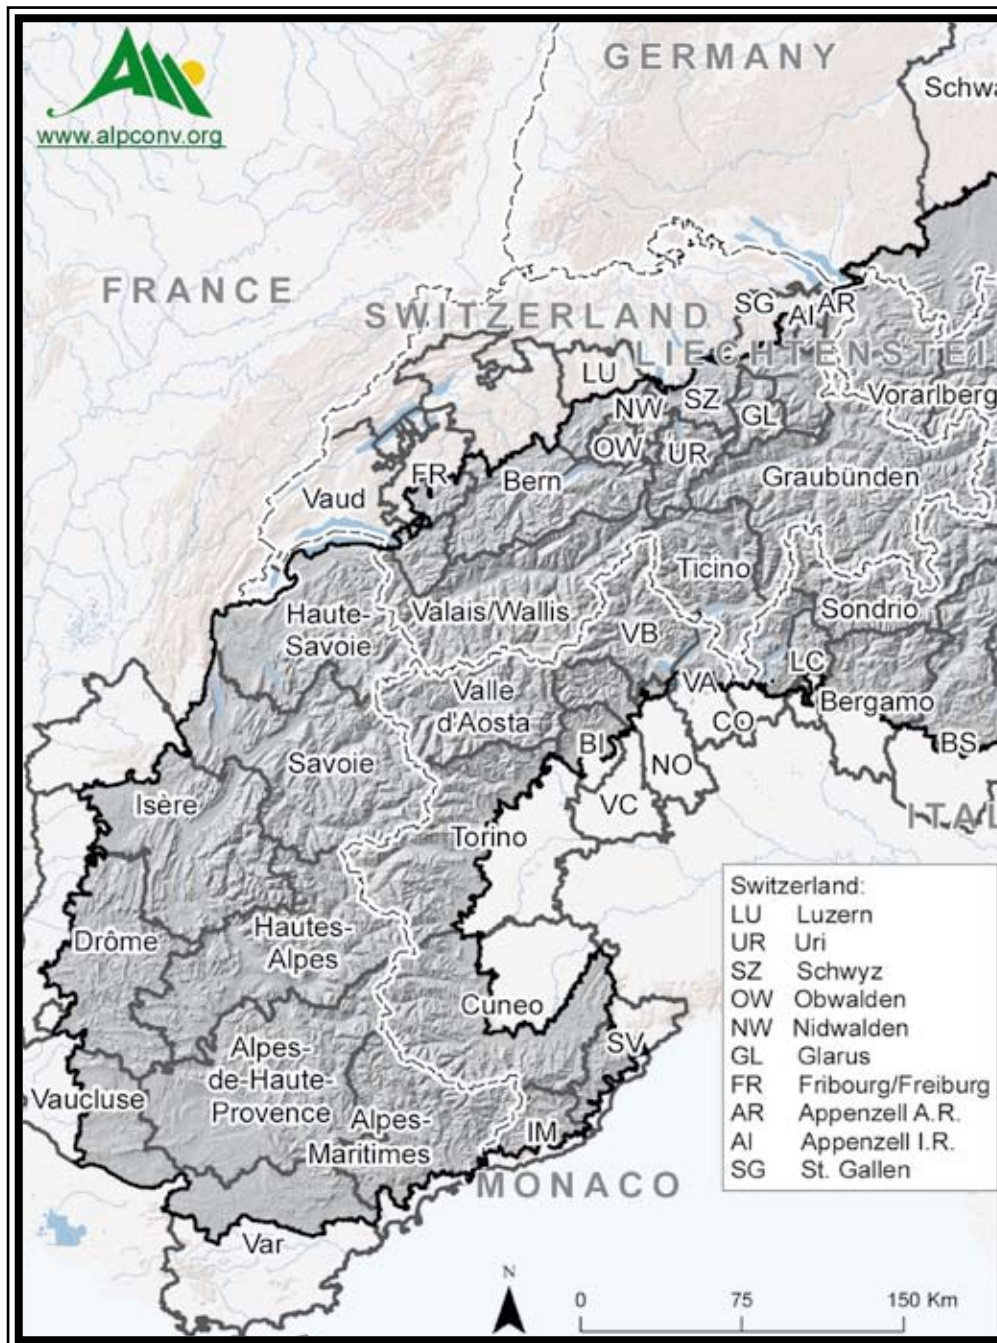 GERMANY
Schwa
www.alpconv.org
FRANCE
SWITZERLAND
SG
AR
AI
LIECHTENSTEI
LU
Vorarlberg
NW
SZ
GL
OW
UR
FR
Bern
Graubünden
Vaud
Ticino
Haute-
Savoie
Valais/Wallis
Sondrio
VB
LC
Valle
d'Aosta
VA
Bergamo
CO
BS
BI
NO
Savoie
Isère
VC
ITAL
Torino
Drôme
Hautes-
Alpes
Cuneo
SV
Alpes-
de-Haute-
Provence
Vaucluse
Alpes-
Maritimes
IM
MONACO
Var
Switzerland:
LU Luzern
UR Uri
SZ Schwyz
OW Obwalden
NW Nidwalden
GL Glarus
FR Fribourg/Freiburg
AR Appenzell A.R.
AI Appenzell I.R.
SG St. Gallen
N
0 75 150 Km